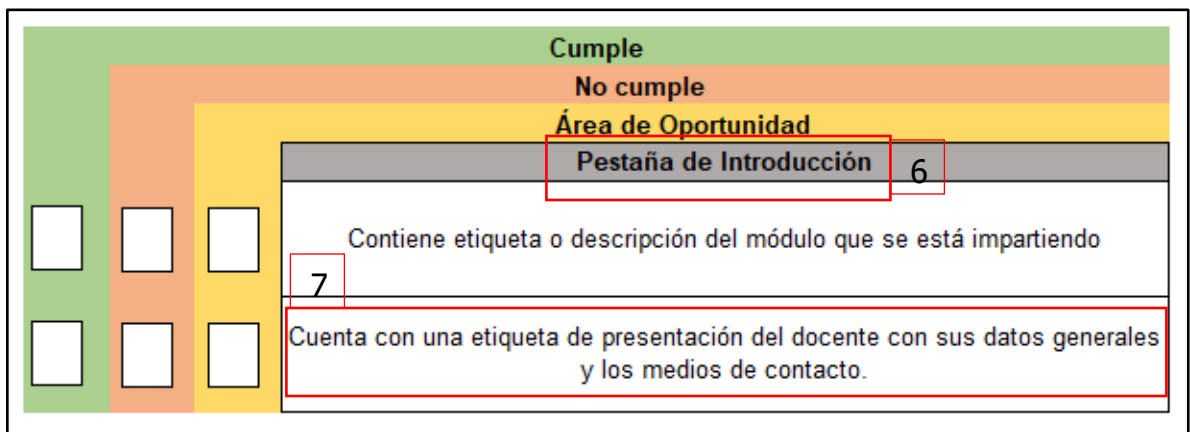 Cumple
No cumple
Área de Oportunidad
Pestaña de Introducción
6
Contiene etiqueta o descripción del módulo que se está impartiendo
7
Cuenta con una etiqueta de presentación del docente con sus datos generales
y los medios de contacto.